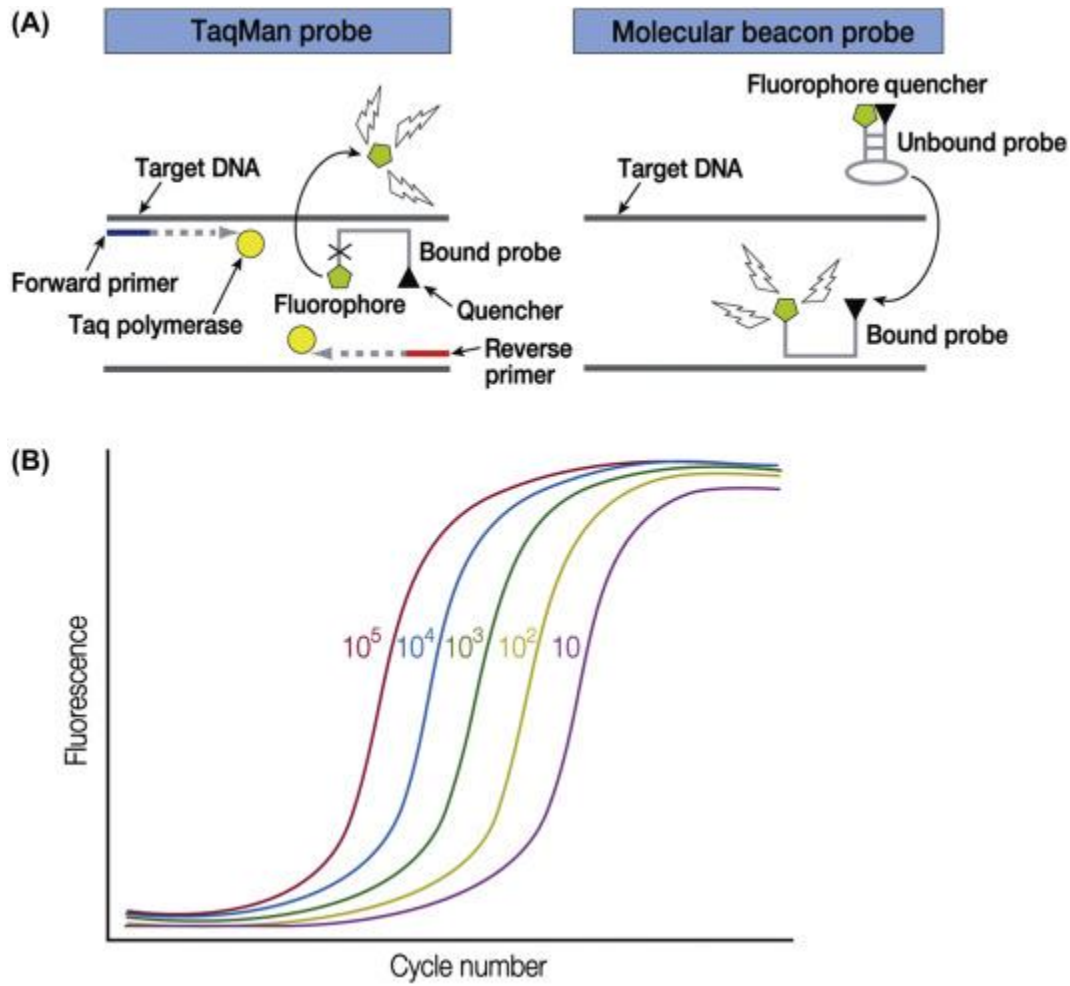 (A)
TaqMan probe
Target DNA
Forward primer
Taq polymerase
Fluorophore
Bound probe
Quencher
Reverse
primer
Molecular beacon probe
Fluorophore quencher
Unbound probe
Target DNA
Bound probe
(B)
Fluorescence
10⁵ 10⁴ 10³ 10² 10
Cycle number